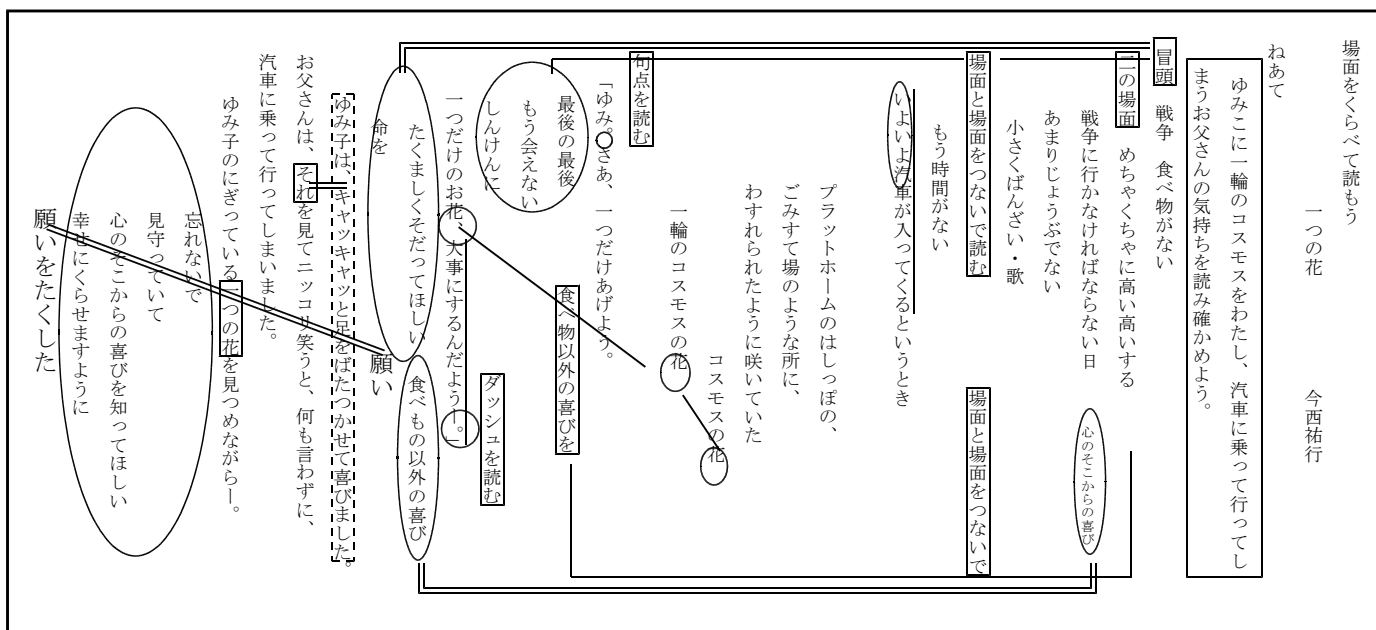 場面をくらべて読もう
一つの花　今西祐行
ねあて
ゆみこに一輪のコスモスをわたし、汽車に乗って行ってし
まうお父さんの気持ちを読み確かめよう。
冒頭　戦争　食べ物がない
二の場面　めちゃくちゃに高い高いする
心のそこからの喜び
戦争に行かなければならない日
あまりじょうぶでない
小さくばんざい・歌
場面と場面をつないで読む
場面と場面をつないで
もう時間がない
いよいよ汽車が入ってくるというとき
プラットホームのはしっぽの、
ごみすて場のような所に、
わすれられたように咲いていた
コスモスの花
一輪のコスモスの花
句点を読む
「ゆみ。さあ、一つだけあげよう。
食べ物以外の喜びを
最後の最後
もう会えない
しんけんに
ダッシュを読む
一つだけのお花、大事にするんだようー。」
たくましくそだってほしい
命を
食べもの以外の喜び
願い
ゆみ子は、キャッキャッと足をばたつかせて喜びました。
お父さんは、それを見てニッコリ笑うと、何も言わずに、
汽車に乗って行ってしまいました。
ゆみ子のにぎっている一つの花を見つめながらー。
忘れないで
見守っていて
心のそこからの喜びを知ってほしい
幸せにくらせますように
願いをたくした